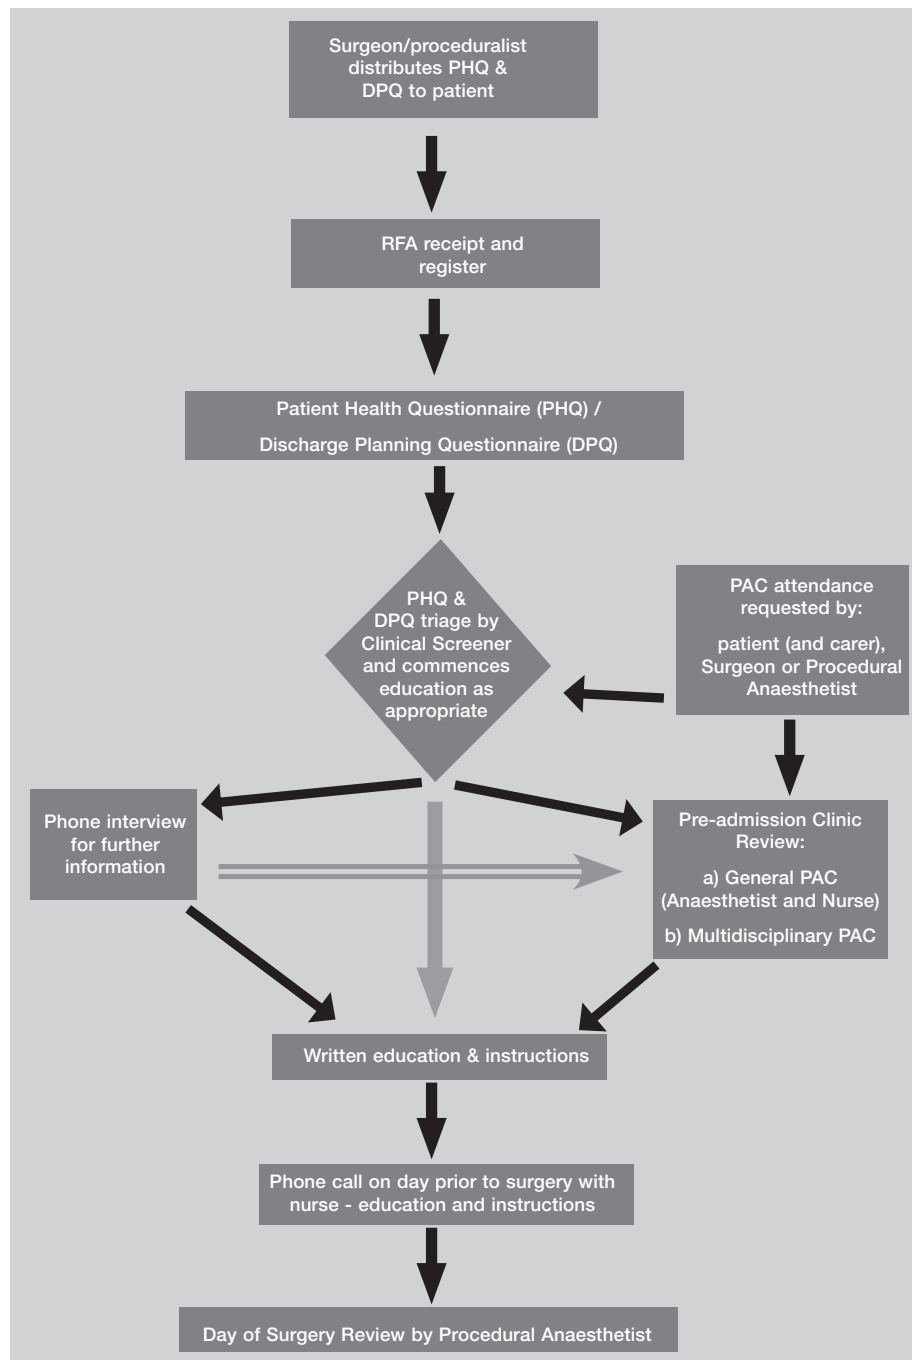 Surgeon/proceduralist
distributes PHQ &
DPQ to patient
RFA receipt and
register
Patient Health Questionnaire (PHQ) /
Discharge Planning Questionnaire (DPQ)
PHQ &
DPQ triage by
Clinical Screener
and commences
education as
appropriate
PAC attendance
requested by:
patient (and carer),
Surgeon or Procedural
Anaesthetist
Phone interview
for further
information
Pre-admission Clinic
Review:
a) General PAC
(Anaesthetist and Nurse)
b) Multidisciplinary PAC
Written education & instructions
Phone call on day prior to surgery with
nurse - education and instructions
Day of Surgery Review by Procedural Anaesthetist